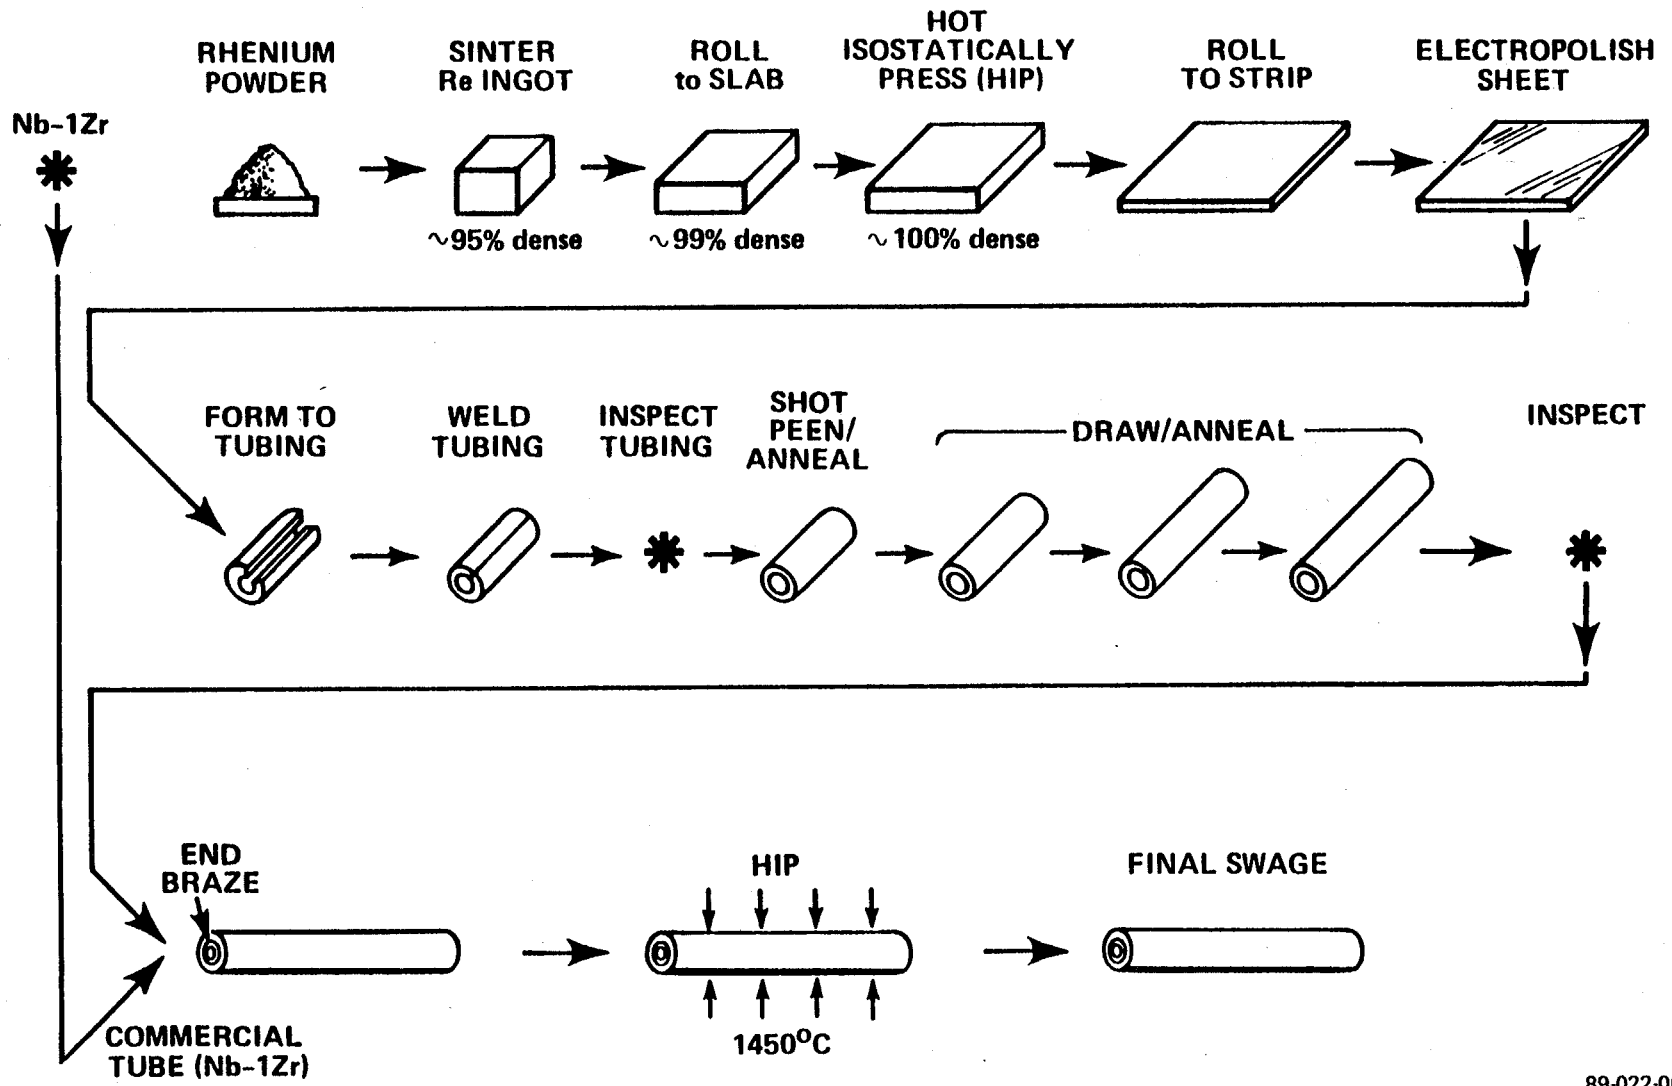 Nb-1Zr
RHENIUM
POWDER
SINTER
Re INGOT
ROLL
to SLAB
HOT
ISOSTATICALLY
PRESS (HIP)
ROLL
TO STRIP
ELECTROPOLISH
SHEET
~95% dense
~99% dense
~100% dense
FORM TO
TUBING
WELD
TUBING
INSPECT
TUBING
SHOT
PEEN/
ANNEAL
DRAW/ANNEAL
INSPECT
END
BRAZE
HIP
FINAL SWAGE
1450°C
COMMERCIAL
TUBE (Nb-1Zr)